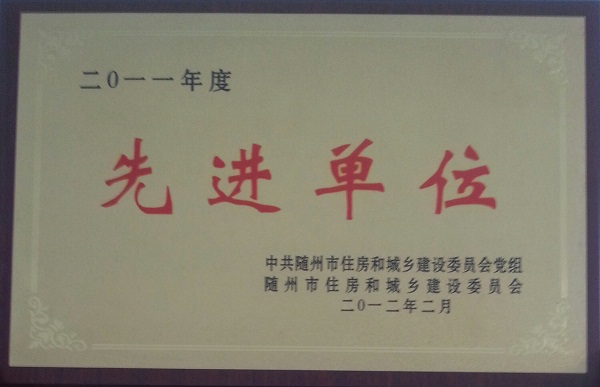 二0一一年度
先进单位
中共随州市住房和城乡建设委员会党组
随州市住房和城乡建设委员会
二0一二年二月